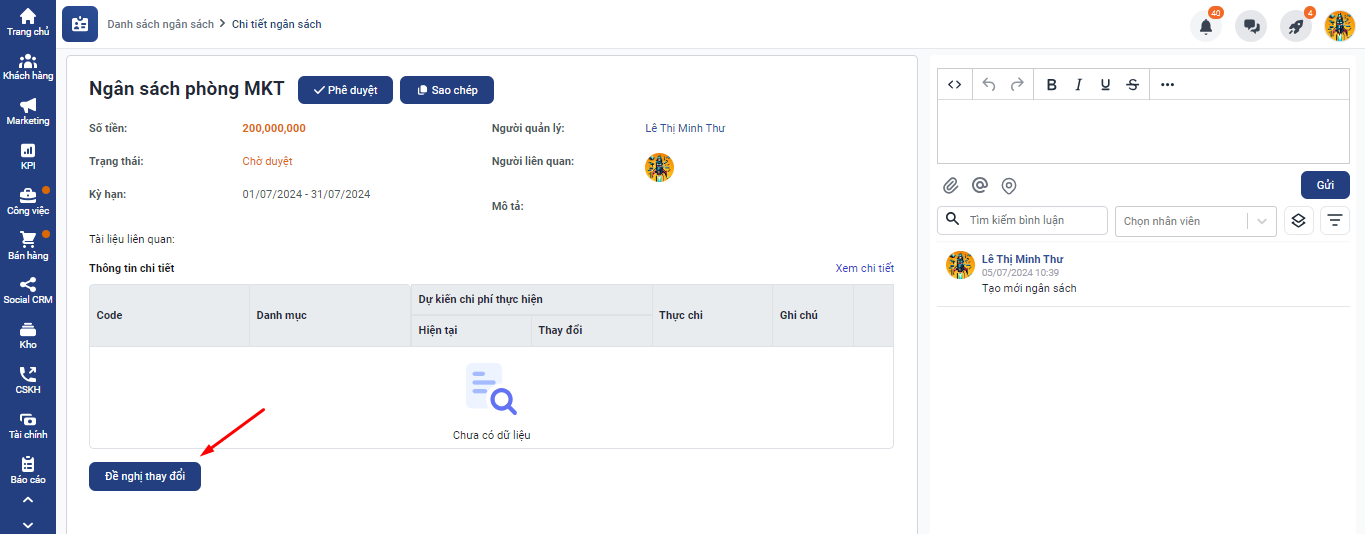 Trang chủ
Khách hàng
Marketing
KPI
Công việc
Bán hàng
Social CRM
Kho
CSKH
Tài chính
Báo cáo
Danh sách ngân sách > Chi tiết ngân sách
40
4
Ngân sách phòng MKT
Phê duyệt
Sao chép
Số tiền: 200,000,000
Người quản lý: Lê Thị Minh Thư
Trạng thái: Chờ duyệt
Người liên quan:
Kỳ hạn: 01/07/2024 - 31/07/2024
Mô tả:
Tài liệu liên quan:
Thông tin chi tiết
Xem chi tiết
Code
Danh mục
Dự kiến chi phí thực hiện
Hiện tại
Thay đổi
Thực chi
Ghi chú
Chưa có dữ liệu
Đề nghị thay đổi
B I U S
Gửi
Tìm kiếm bình luận
Chọn nhân viên
Lê Thị Minh Thư
05/07/2024 10:39
Tạo mới ngân sách